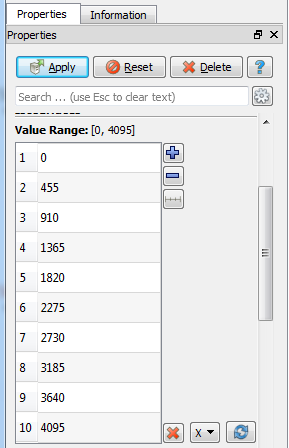 Properties Information
Properties
Apply Reset Delete ?
Search ... (use Esc to clear text)
Value Range: [0, 4095]
1 0
2 455
3 910
4 1365
5 1820
6 2275
7 2730
8 3185
9 3640
10 4095
X